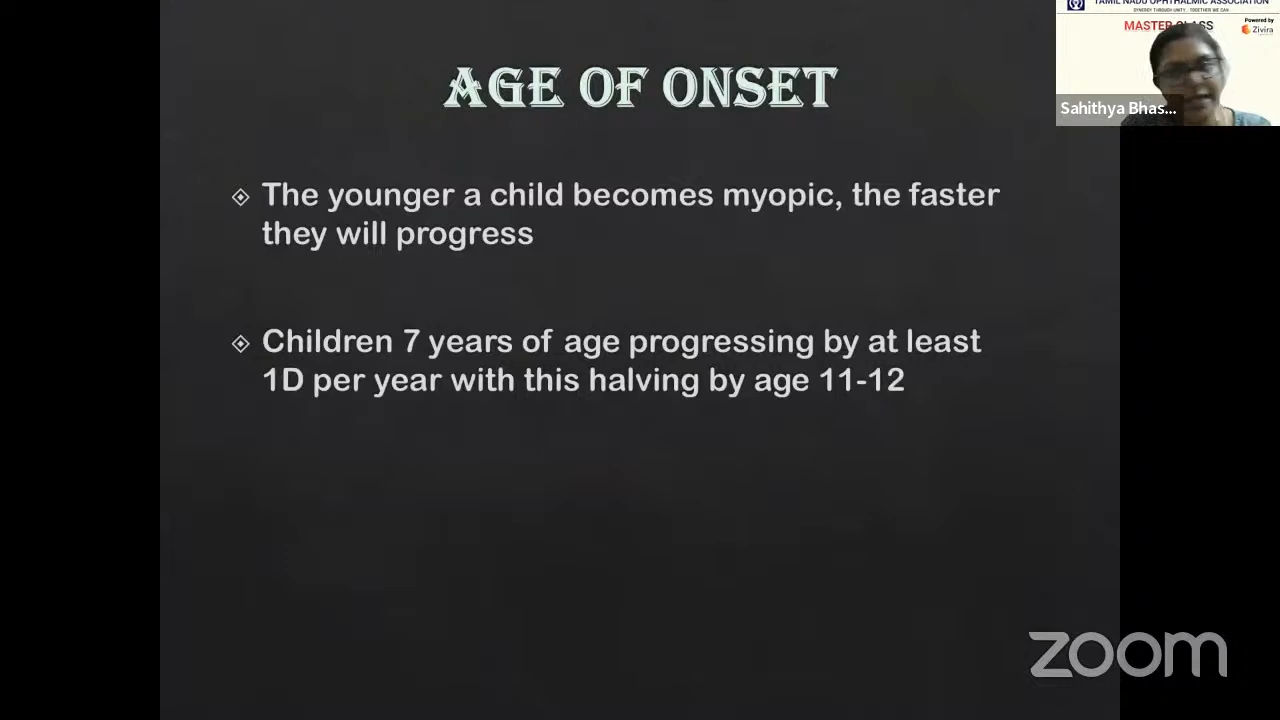 TAMIL NADU OPHTHALMIC ASSOCIATION
SYNERGY THROUGH UNITY.. TOGETHER WE CAN
MASTER CLASS
Powered by
Zivira
Sahithya Bhas...
AGE OF ONSET
The younger a child becomes myopic, the faster
they will progress
Children 7 years of age progressing by at least
1D per year with this halving by age 11-12
zoom